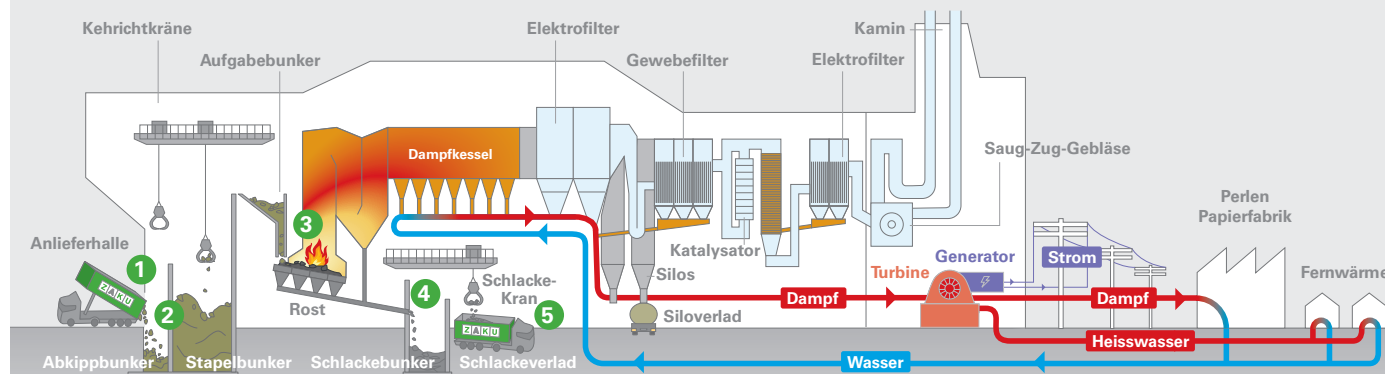 Kehrichtkräne
Aufgabebunker
Elektrofilter
Gewebefilter
Kamin
Elektrofilter
Dampfkessel
Saug-Zug-Gebläse
Perlen
Papierfabrik
Anlieferhalle
1
ZAKU
2
3
Rost
4
Schlacke-
Kran
5
ZAKU
Katalysator
Silos
Siloverlad
Generator
Turbine
Strom
Fernwärme
Dampf
Dampf
Heisswasser
Wasser
Abkippbunker
Stapelbunker
Schlackebunker
Schlackeverlad